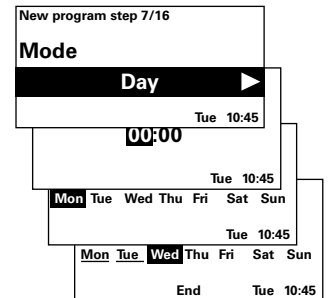 New program step 7/16
Mode
Day
Tue 10:45
00:00
Tue 10:45
Mon Tue Wed Thu Fri Sat Sun
Tue 10:45
Mon Tue Wed Thu Fri Sat Sun
End Tue 10:45